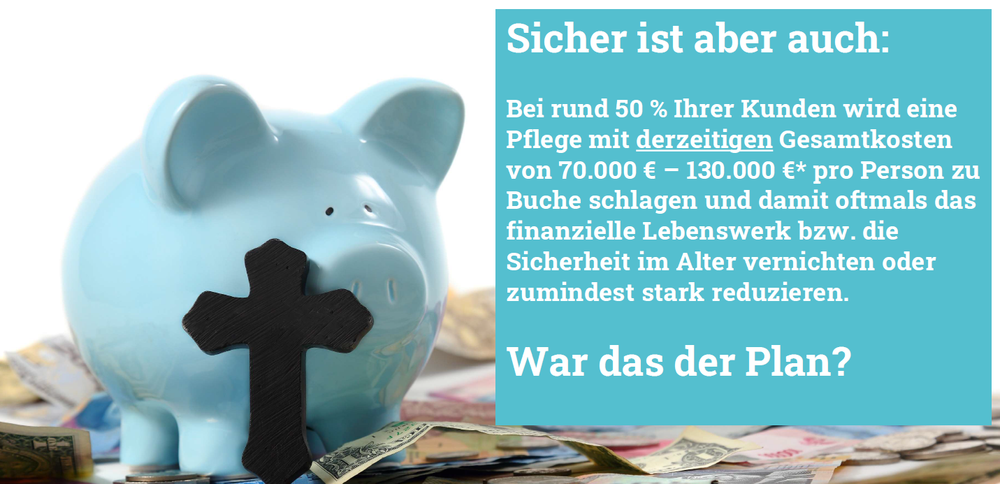 Sicher ist aber auch:
Bei rund 50 % Ihrer Kunden wird eine
Pflege mit derzeitigen Gesamtkosten
von 70.000 € – 130.000 €* pro Person zu
Buche schlagen und damit oftmals das
finanzielle Lebenswerk bzw. die
Sicherheit im Alter vernichten oder
zumindest stark reduzieren.
War das der Plan?